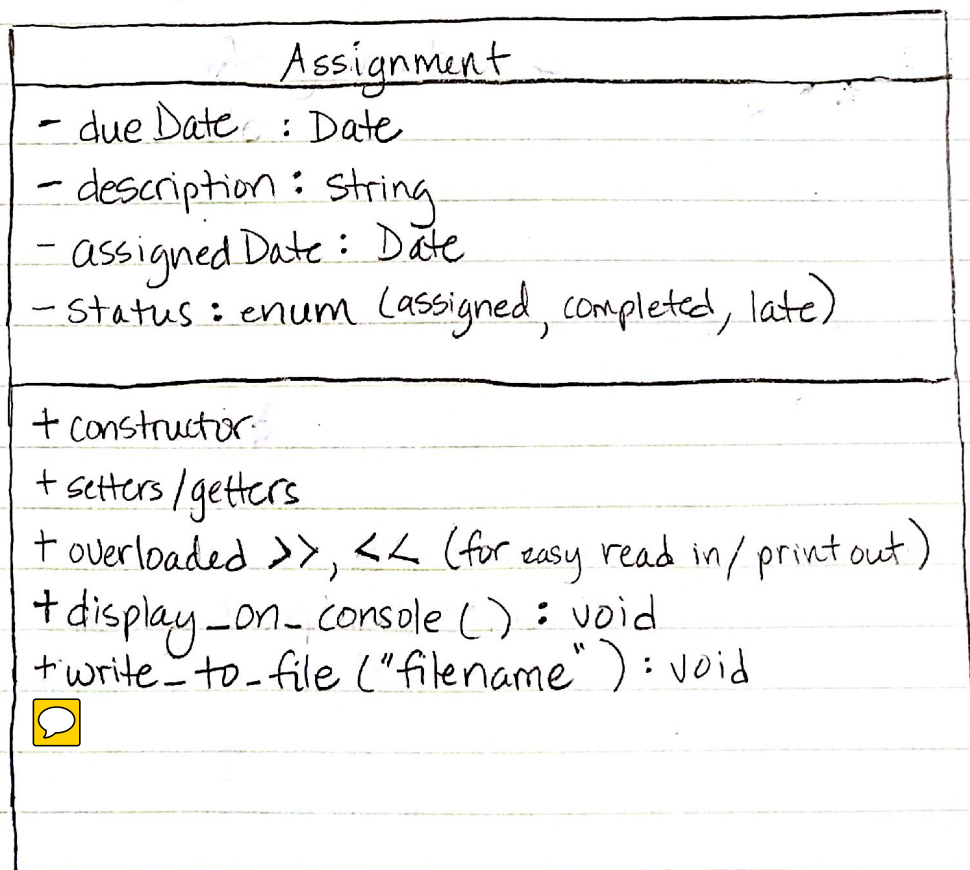 Assignment
- dueDate : Date
- description : string
- assignedDate : Date
- status : enum (assigned, completed, late)
+ constructor
+ setters/getters
+ overloaded >>, << (for easy read in/print out)
+ display_on_console() : void
+ write_to_file("filename") : void